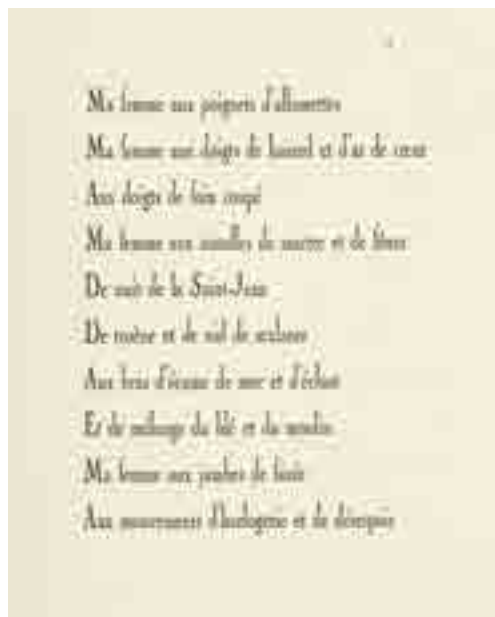 Ma femme aux poignets d'allumettes
Ma femme aux doigts de hasard et d'as de cœur
Aux doigts de foin coupé
Ma femme aux aisselles de martre et de fênes
De nuit de la Saint-Jean
De troène et de nid de scalares
Aux bras d'écume de mer et d'écluse
Et de mélange du blé et du moulin
Ma femme aux jambes de fusée
Aux mouvements d'horlogerie et de désespoir